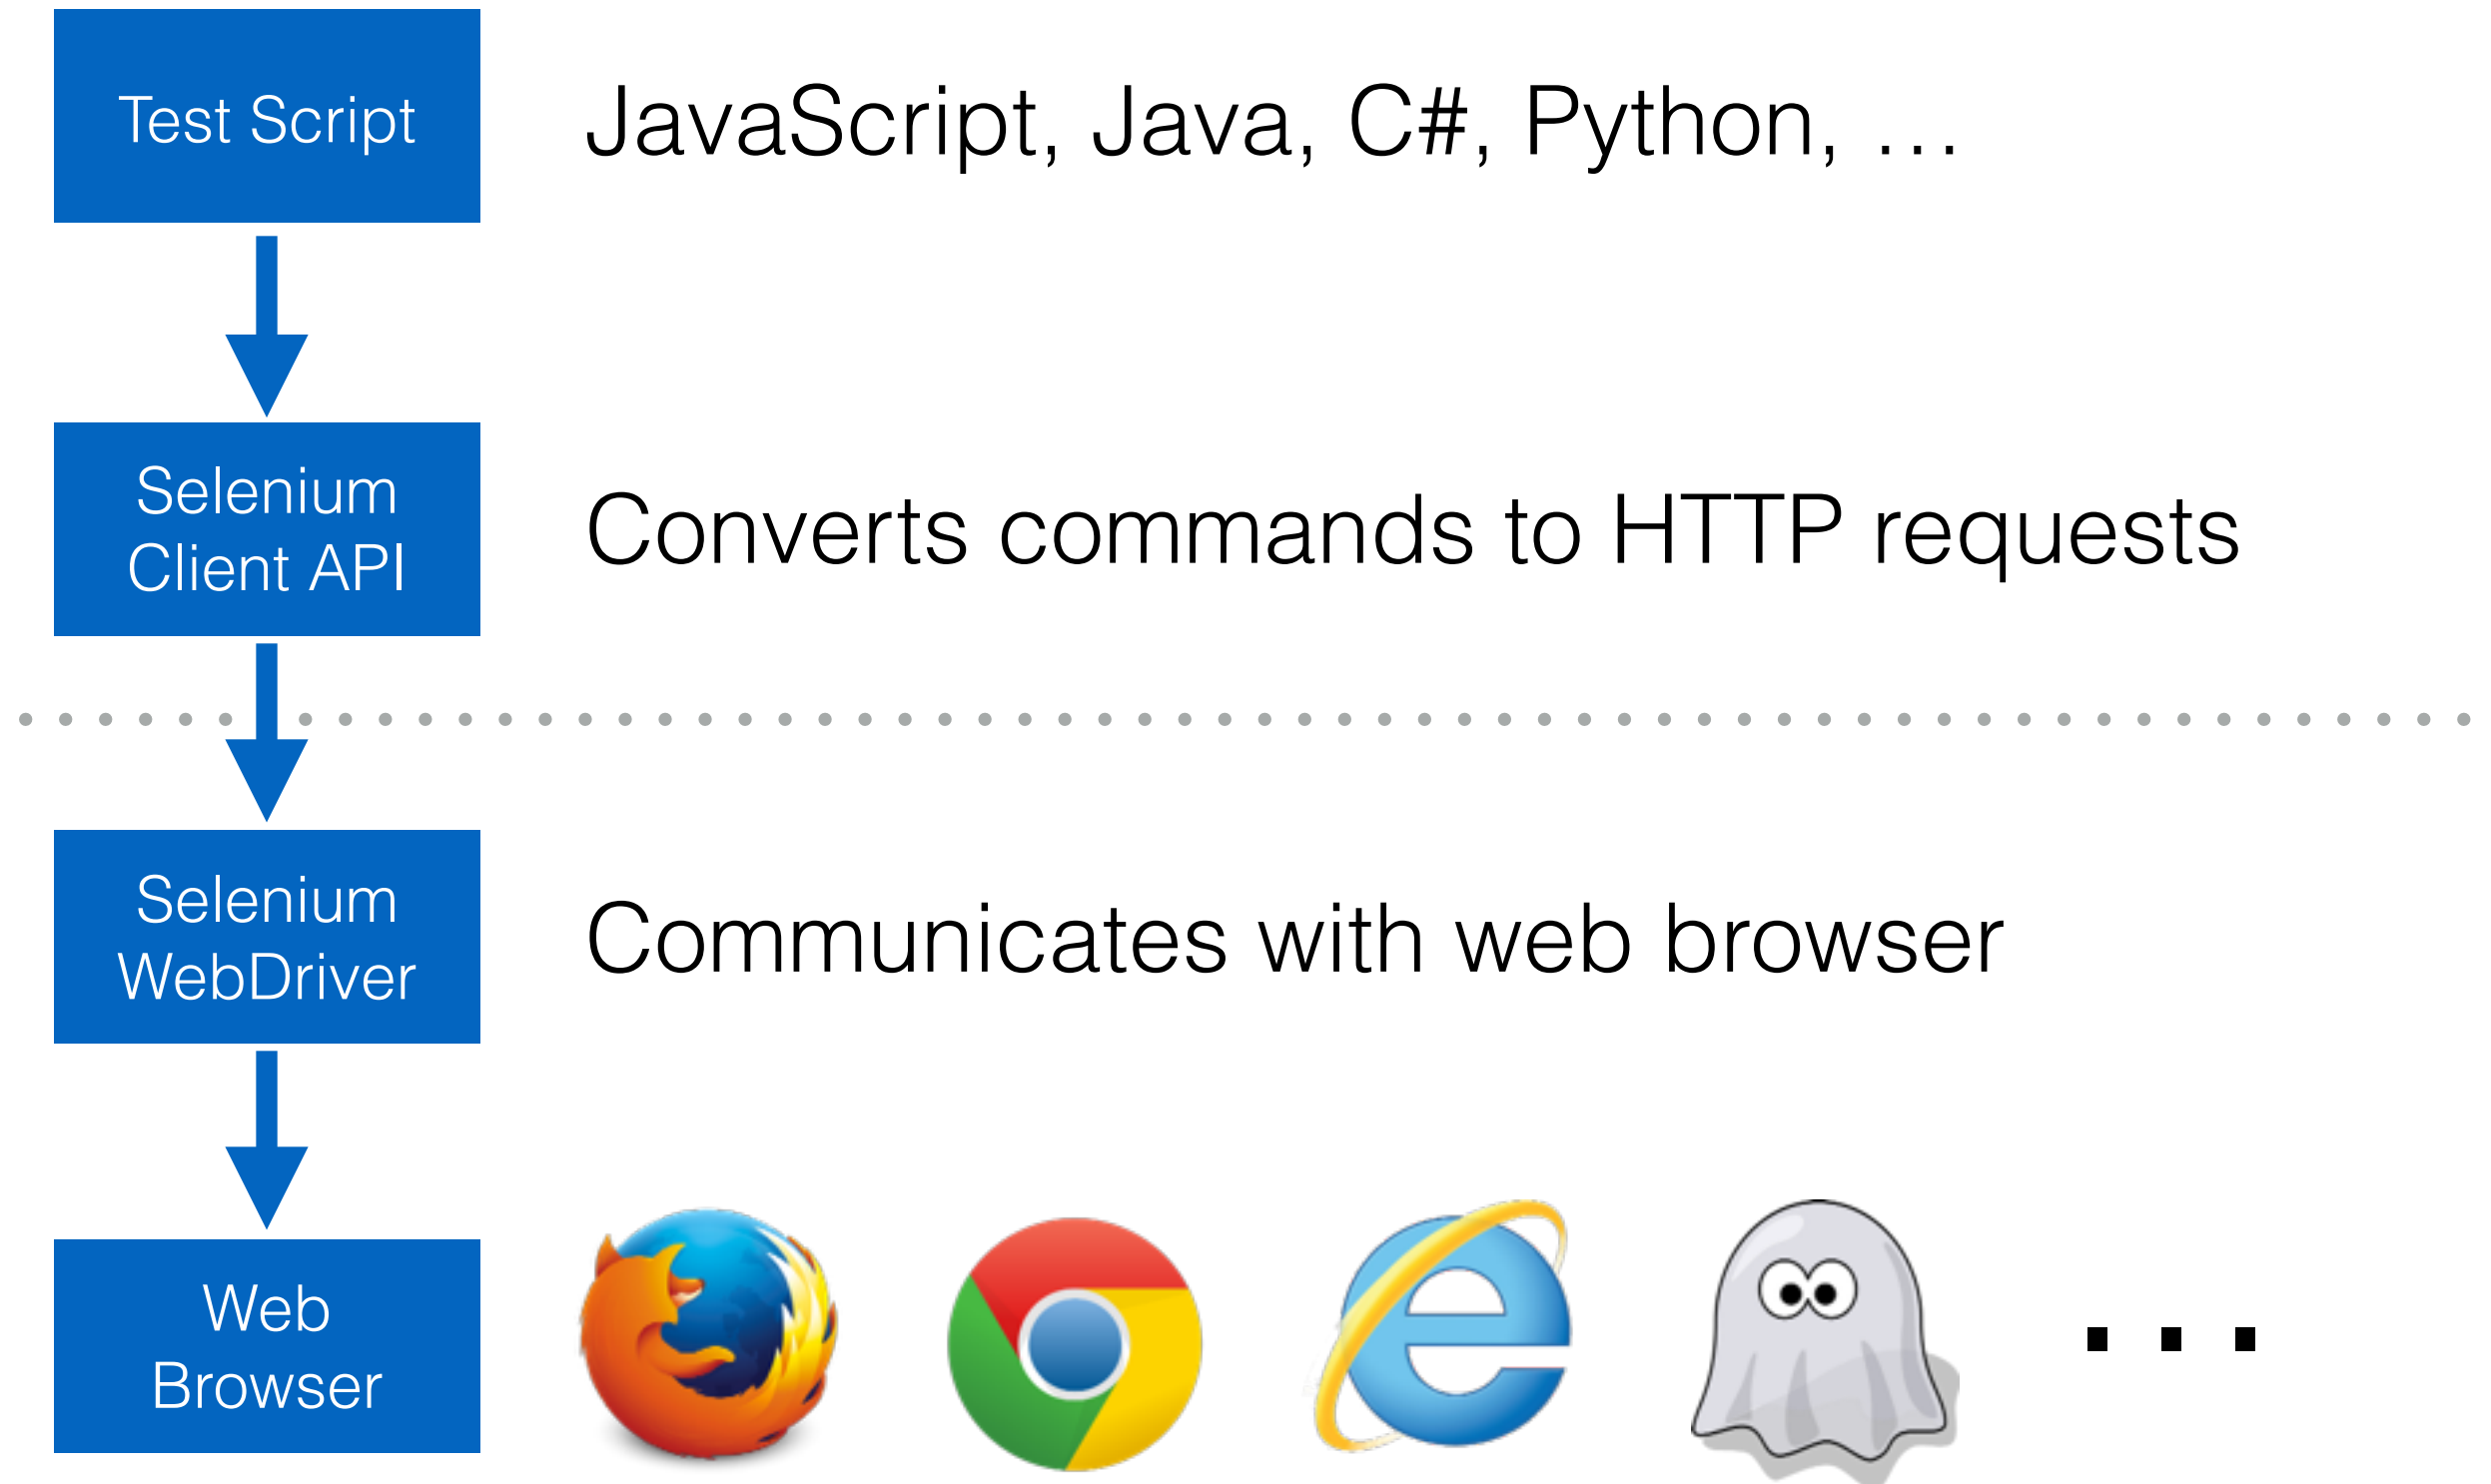 Test Script
JavaScript, Java, C#, Python, …
Selenium
Client API
Converts commands to HTTP requests
Selenium
WebDriver
Communicates with web browser
Web
Browser
…